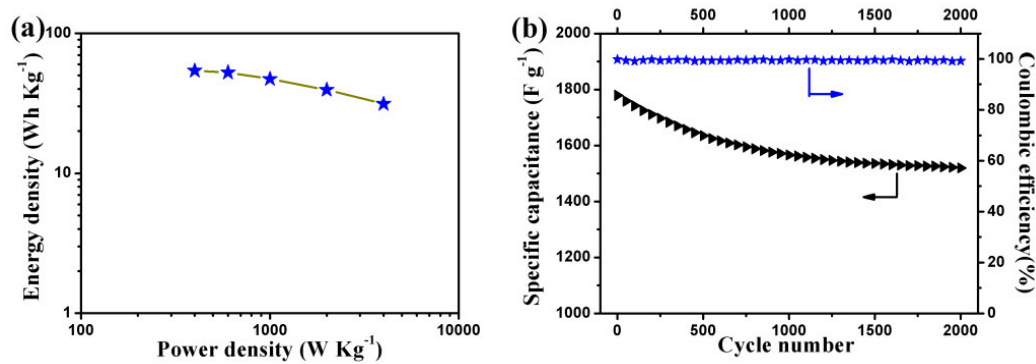 (a)
100
10
1
100
1000
10000
Energy density (Wh Kg-1)
Power density (W Kg-1)
(b)
0 500 1000 1500 2000
2000
1800
1600
1400
1200
1000
100
80
60
40
20
0
0 500 1000 1500 2000
Specific capacitance (F g-1)
Coulombic efficiency(%)
Cycle number